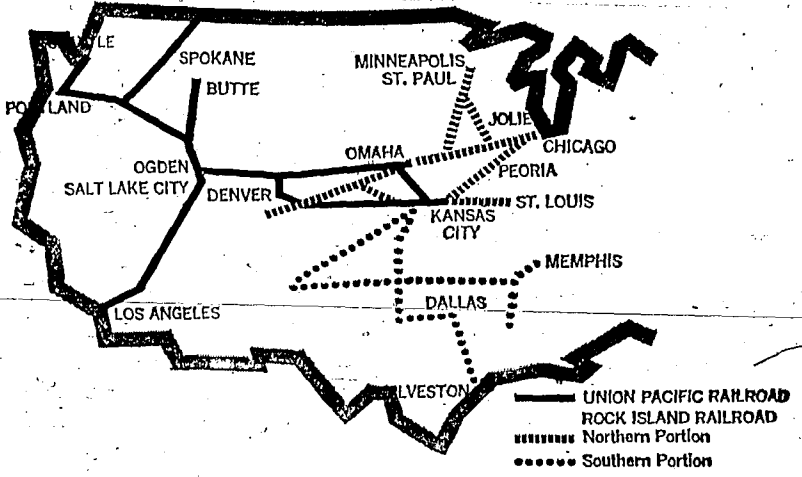 SPOKANE
MINNEAPOLIS
ST. PAUL
BUTTE
JOLIE
CHICAGO
OMAHA
PEORIA
OGDEN
SALT LAKE CITY
DENVER
ST. LOUIS
KANSAS
CITY
MEMPHIS
DALLAS
LOS ANGELES
LVESTON
UNION PACIFIC RAILROAD
ROCK ISLAND RAILROAD
Northern Portion
Southern Portion